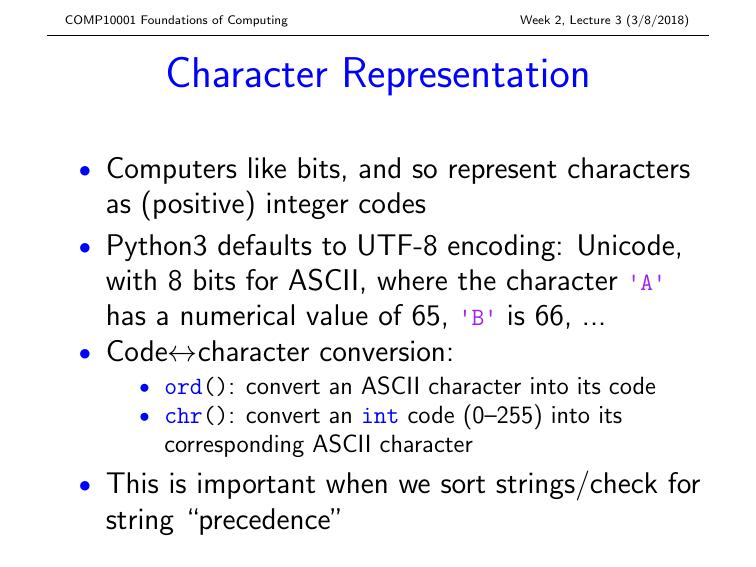 COMP10001 Foundations of Computing Week 2, Lecture 3 (3/8/2018)
Character Representation
• Computers like bits, and so represent characters
as (positive) integer codes
• Python3 defaults to UTF-8 encoding: Unicode,
with 8 bits for ASCII, where the character 'A'
has a numerical value of 65, 'B' is 66, ...
• Code↔character conversion:
• ord(): convert an ASCII character into its code
• chr(): convert an int code (0–255) into its
corresponding ASCII character
• This is important when we sort strings/check for
string “precedence”